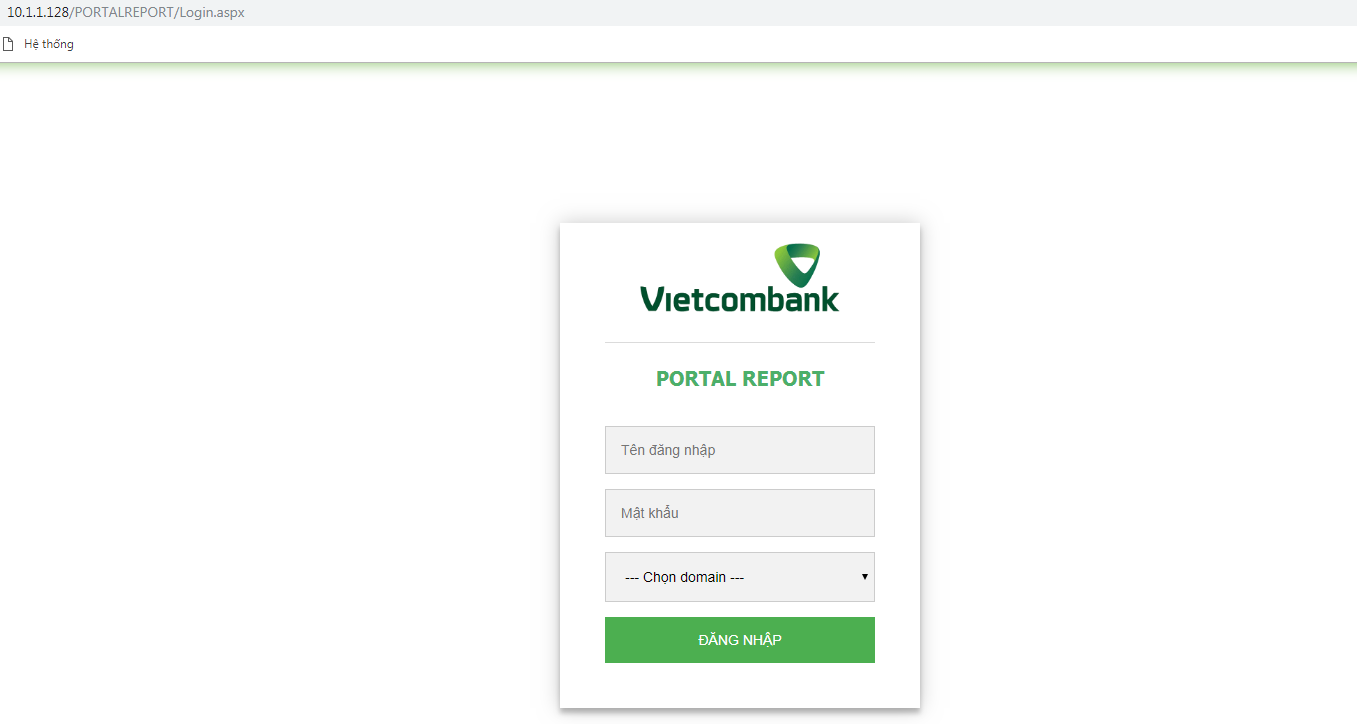 10.1.1.128/PORTALREPORT/Login.aspx
Hệ thống
Vietcombank
PORTAL REPORT
Tên đăng nhập
Mật khẩu
--- Chọn domain ---
ĐĂNG NHẬP